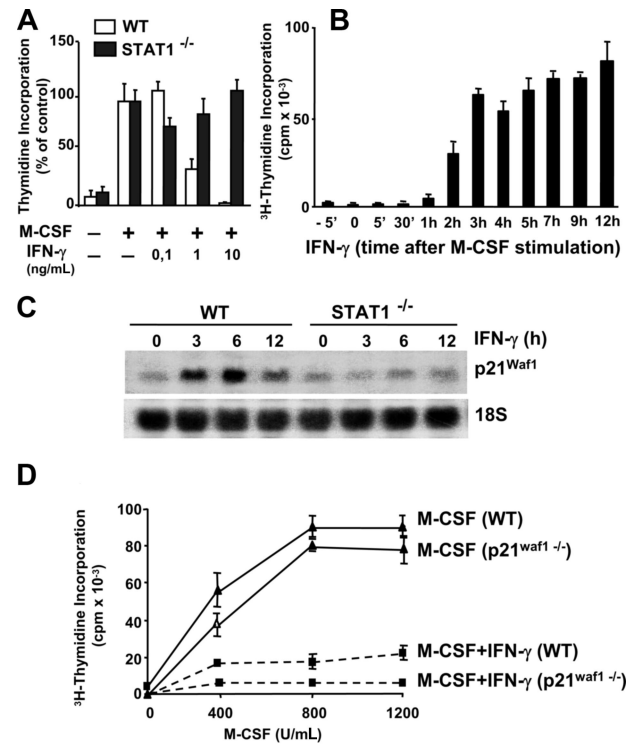 A
WT
STAT1 -/-
Thymidine Incorporation
(% of control)
150
100
50
0
M-CSF – + + + +
IFN-γ – – 0,1 1 10
(ng/mL)
B
³H-Thymidine Incorporation
(cpm x 10⁻³)
100
50
0
- 5' 0 5' 30' 1h 2h 3h 4h 5h 7h 9h 12h
IFN-γ (time after M-CSF stimulation)
C
WT STAT1 -/-
0 3 6 12 0 3 6 12 IFN-γ (h)
p21Waf1
18S
D
³H-Thymidine Incorporation
(cpm x 10⁻³)
100
80
60
40
20
0
0 400 800 1200
M-CSF (U/mL)
M-CSF (WT)
M-CSF (p21waf1 -/-)
M-CSF+IFN-γ (WT)
M-CSF+IFN-γ (p21waf1 -/-)